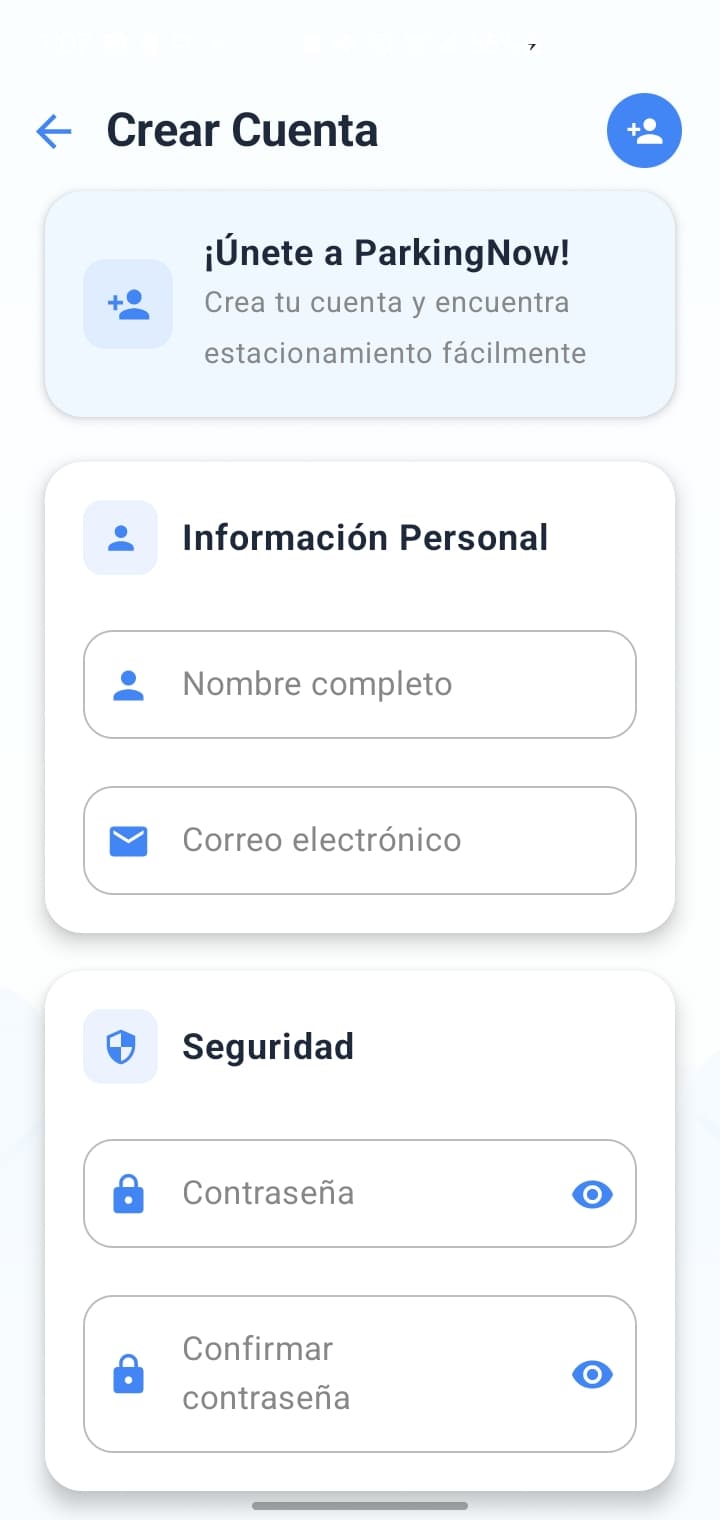 Crear Cuenta
¡Únete a ParkingNow!
Crea tu cuenta y encuentra
estacionamiento fácilmente
Información Personal
Nombre completo
Correo electrónico
Seguridad
Contraseña
Confirmar
contraseña